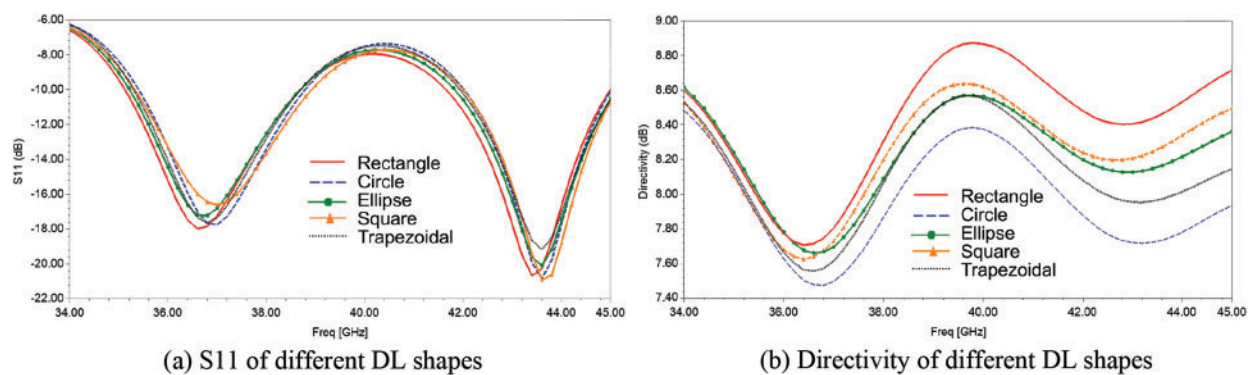 -6.00
-8.00
-10.00
-12.00
-14.00
-16.00
-18.00
-20.00
-22.00
S11 (dB)
Rectangle
Circle
Ellipse
Square
Trapezoidal
34.00 36.00 38.00 40.00 42.00 44.00 45.00
Freq [GHz]
(a) S11 of different DL shapes
9.00
8.80
8.60
8.40
8.20
8.00
7.80
7.60
7.40
Directivity (dB)
Rectangle
Circle
Ellipse
Square
Trapezoidal
34.00 36.00 38.00 40.00 42.00 44.00 45.00
Freq [GHz]
(b) Directivity of different DL shapes